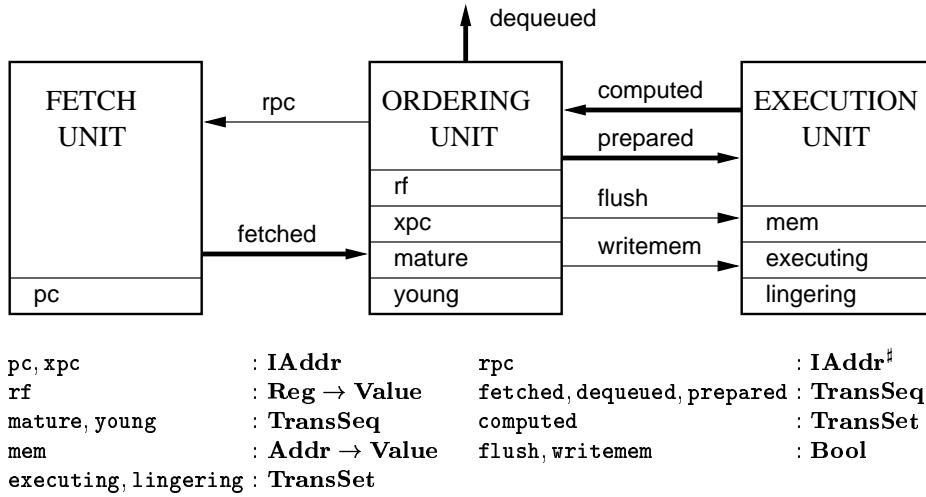 dequeued
FETCH UNIT
rpc
ORDERING UNIT
computed
EXECUTION UNIT
prepared
rf
flush
xpc
mem
fetched
writemem
mature
executing
pc
young
lingering
pc, xpc : IAddr
rpc : IAddr♯
rf : Reg → Value
fetched, dequeued, prepared : TransSeq
mature, young : TransSeq
computed : TransSet
mem : Addr → Value
flush, writemem : Bool
executing, lingering : TransSet